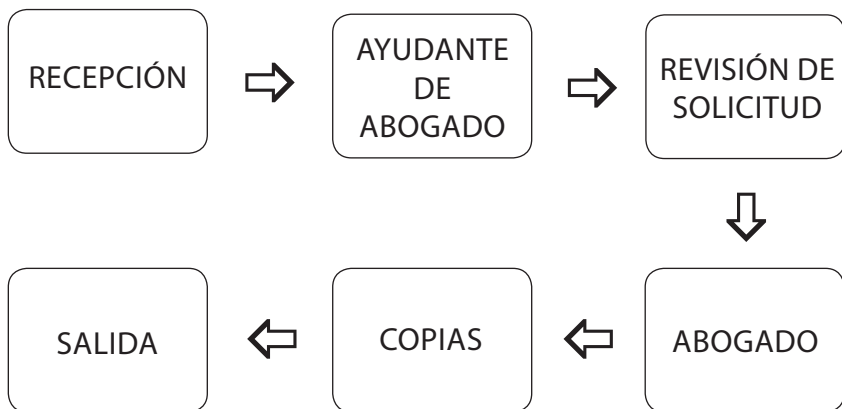 RECEPCIÓN
AYUDANTE
DE
ABOGADO
REVISIÓN DE
SOLICITUD
ABOGADO
COPIAS
SALIDA